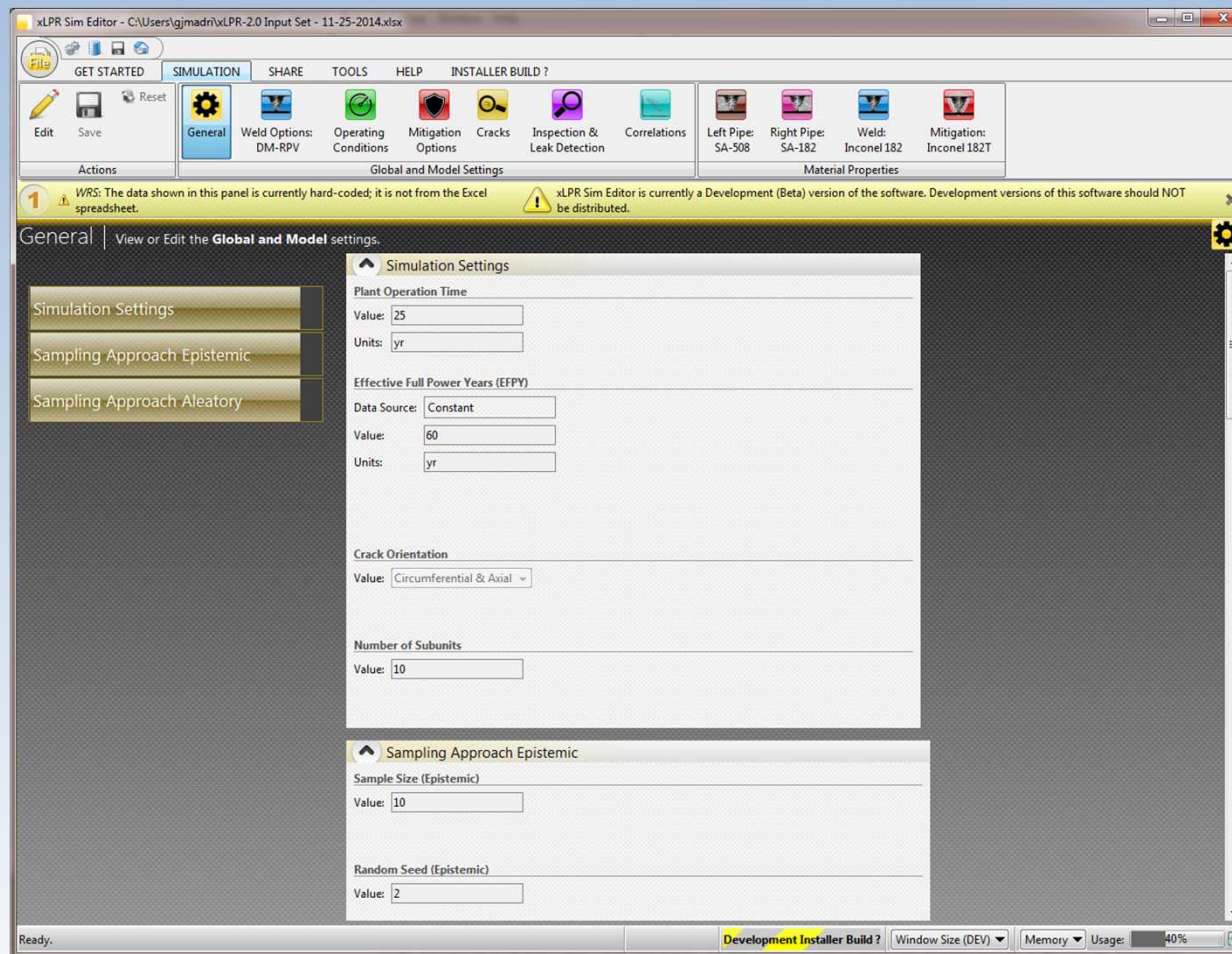 xLPR Sim Editor - C:\Users\gjmadri\xLPR-2.0 Input Set - 11-25-2014.xlsx
File
GET STARTED SIMULATION SHARE TOOLS HELP INSTALLER BUILD ?
Edit Save Reset
General
Weld Options: DM-RPV
Operating Conditions
Mitigation Options
Cracks
Inspection & Leak Detection
Correlations
Left Pipe: SA-508
Right Pipe: SA-182
Weld: Inconel 182
Mitigation: Inconel 182T
Actions Global and Model Settings Material Properties
1
WRS: The data shown in this panel is currently hard-coded; it is not from the Excel
spreadsheet.
xLPR Sim Editor is currently a Development (Beta) version of the software. Development versions of this software should NOT
be distributed.
General | View or Edit the Global and Model settings.
Simulation Settings
Sampling Approach Epistemic
Sampling Approach Aleatory
Simulation Settings
Plant Operation Time
Value: 25
Units: yr
Effective Full Power Years (EFPY)
Data Source: Constant
Value: 60
Units: yr
Crack Orientation
Value: Circumferential & Axial
Number of Subunits
Value: 10
Sampling Approach Epistemic
Sample Size (Epistemic)
Value: 10
Random Seed (Epistemic)
Value: 2
Ready. Development Installer Build ? Window Size (DEV) Memory Usage: 40%